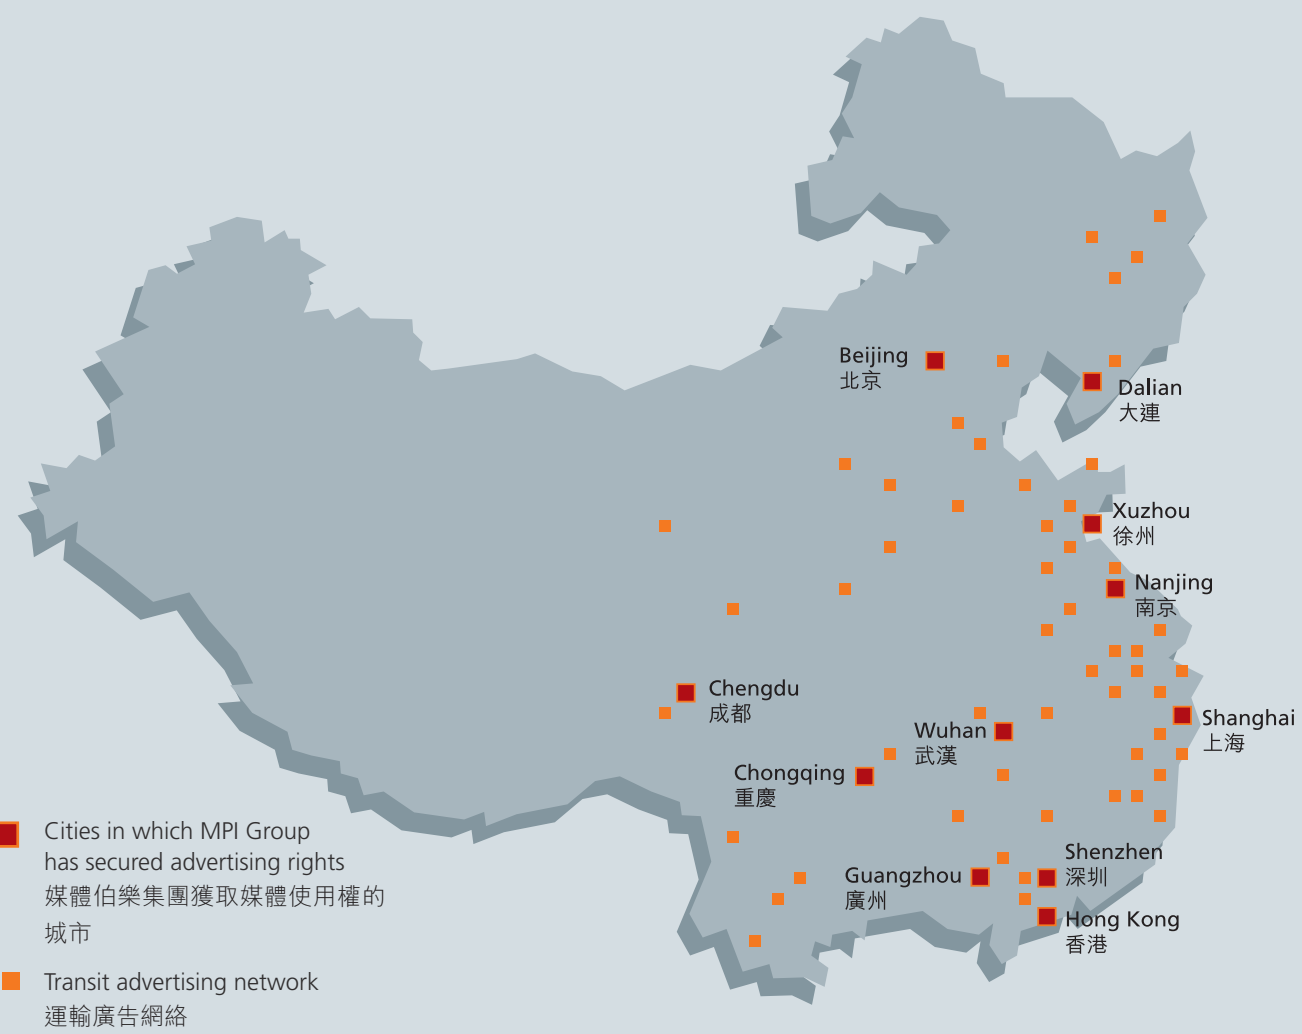 Beijing
北京
Dalian
大連
Xuzhou
徐州
Nanjing
南京
Chengdu
成都
Shanghai
上海
Wuhan
武漢
Chongqing
重慶
Shenzhen
深圳
Guangzhou
廣州
Hong Kong
香港
Cities in which MPI Group
has secured advertising rights
媒體伯樂集團獲取媒體使用權的
城市
Transit advertising network
運輸廣告網絡